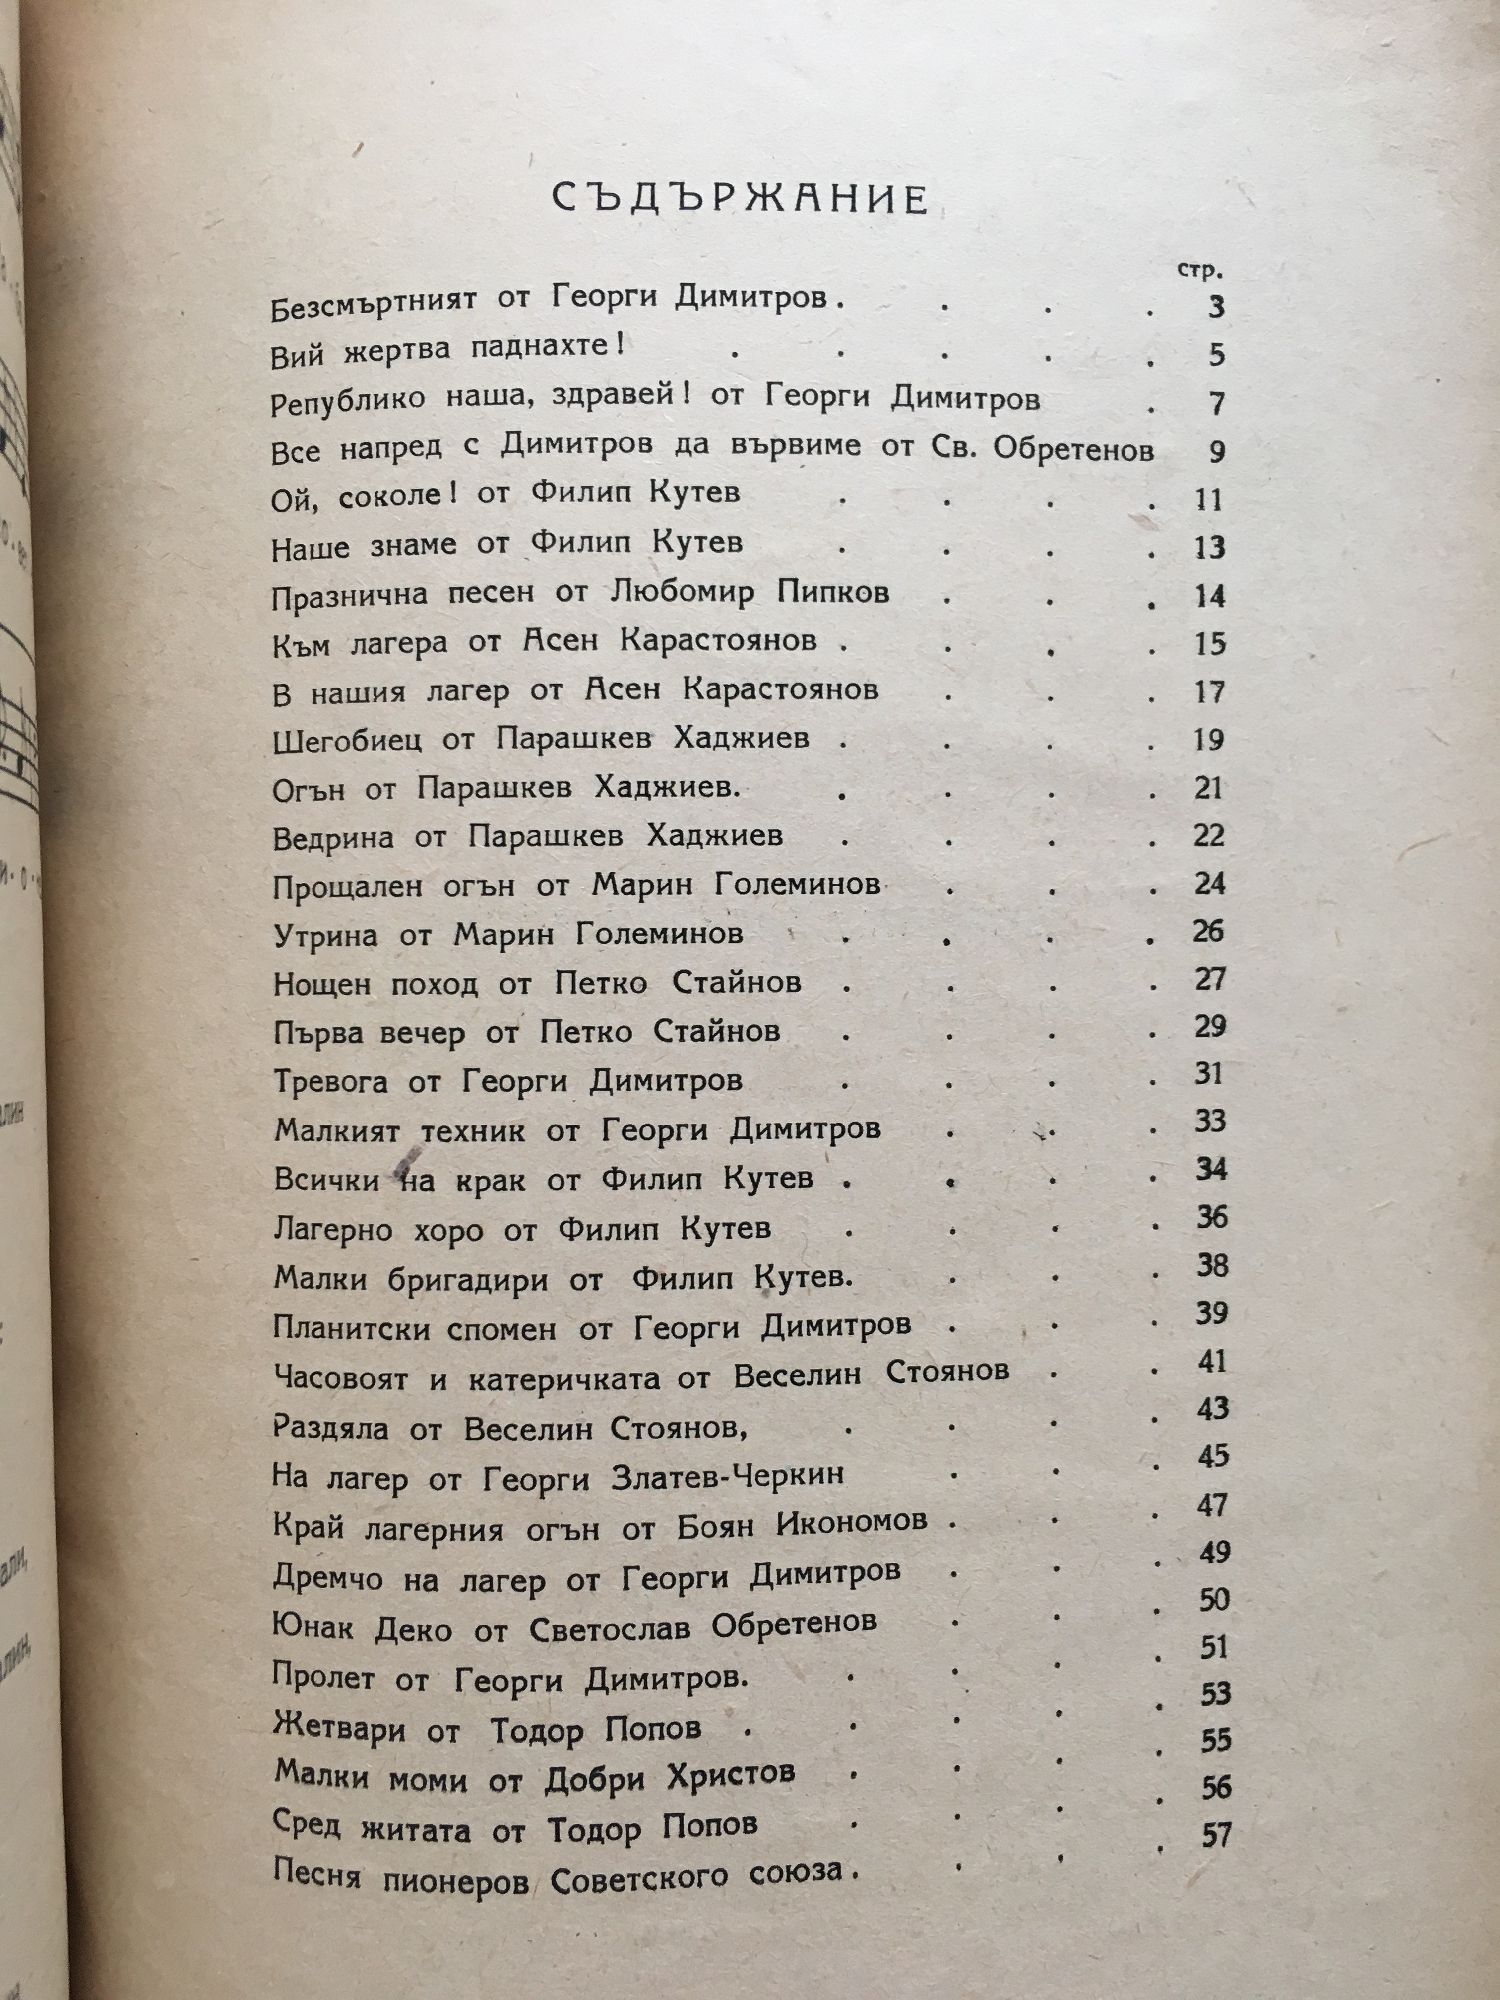 СЪДЪРЖАНИЕ
стр.
Безсмъртният от Георги Димитров . . . . 3
Вий жертва паднахте! . . . . . 5
Републико наша, здравей! от Георги Димитров . 7
Все напред с Димитров да вървиме от Св. Обретенов 9
Ой, соколе! от Филип Кутев . . . . 11
Наше знаме от Филип Кутев . . . . 13
Празнична песен от Любомир Пипков . . . 14
Към лагера от Асен Карастоянов . . . . 15
В нашия лагер от Асен Карастоянов . . . 17
Шегобиец от Парашкев Хаджиев . . . . 19
Огън от Парашкев Хаджиев. . . . . 21
Ведрина от Парашкев Хаджиев . . . . 22
Прощален огън от Марин Големинов . . . 24
Утрина от Марин Големинов . . . . 26
Нощен поход от Петко Стайнов . . . . 27
Първа вечер от Петко Стайнов . . . . 29
Тревога от Георги Димитров . . . . 31
Малкият техник от Георги Димитров . . . 33
Всички на крак от Филип Кутев . . . . 34
Лагерно хоро от Филип Кутев . . . . 36
Малки бригадири от Филип Кутев. . . . 38
Планитски спомен от Георги Димитров . . . 39
Часовоят и катеричката от Веселин Стоянов . . 41
Раздяла от Веселин Стоянов, . . . . 43
На лагер от Георги Златев-Черкин . . . 45
Край лагерния огън от Боян Икономов . . . 47
Дремчо на лагер от Георги Димитров . . . 49
Юнак Деко от Светослав Обретенов . . . 50
Пролет от Георги Димитров. . . . . 51
Жетвари от Тодор Попов . . . . . 53
Малки моми от Добри Христов . . . . 55
Сред житата от Тодор Попов . . . . 56
Песня пионеров Советского союза . . . . 57